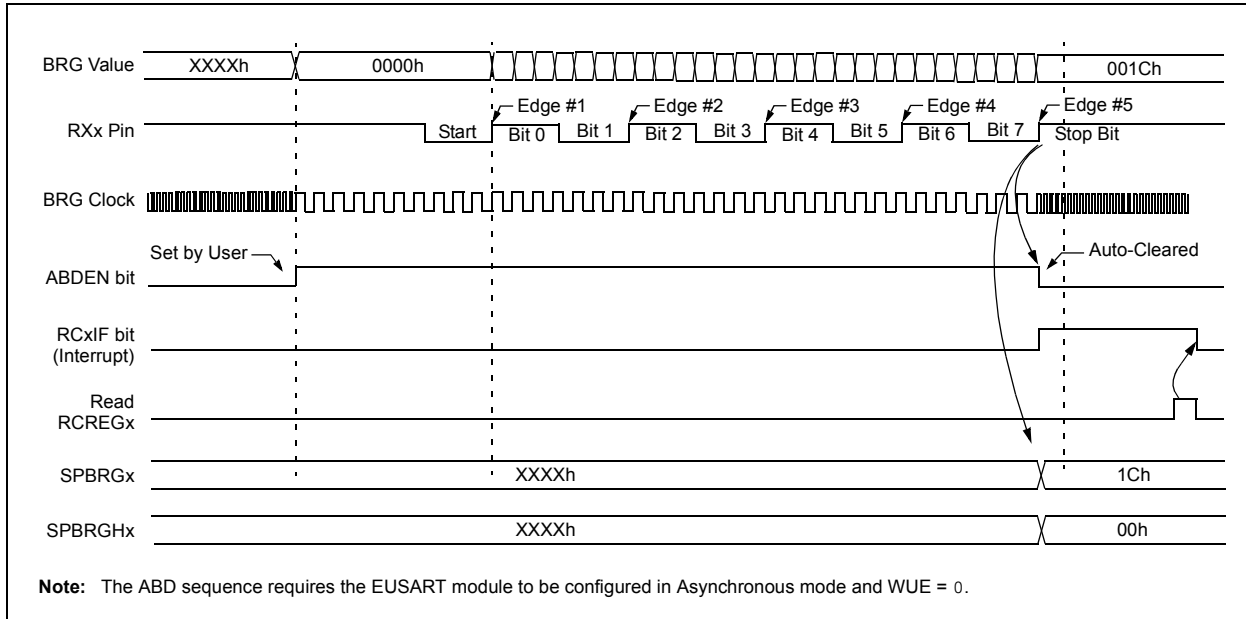 BRG Value XXXXh 0000h 001Ch
Edge #1 Edge #2 Edge #3 Edge #4 Edge #5
RXx Pin Start Bit 0 Bit 1 Bit 2 Bit 3 Bit 4 Bit 5 Bit 6 Bit 7 Stop Bit
BRG Clock
Set by User Auto-Cleared
ABDEN bit
RCxIF bit
(Interrupt)
Read
RCREGx
SPBRGx XXXXh 1Ch
SPBRGHx XXXXh 00h
Note: The ABD sequence requires the EUSART module to be configured in Asynchronous mode and WUE = 0.